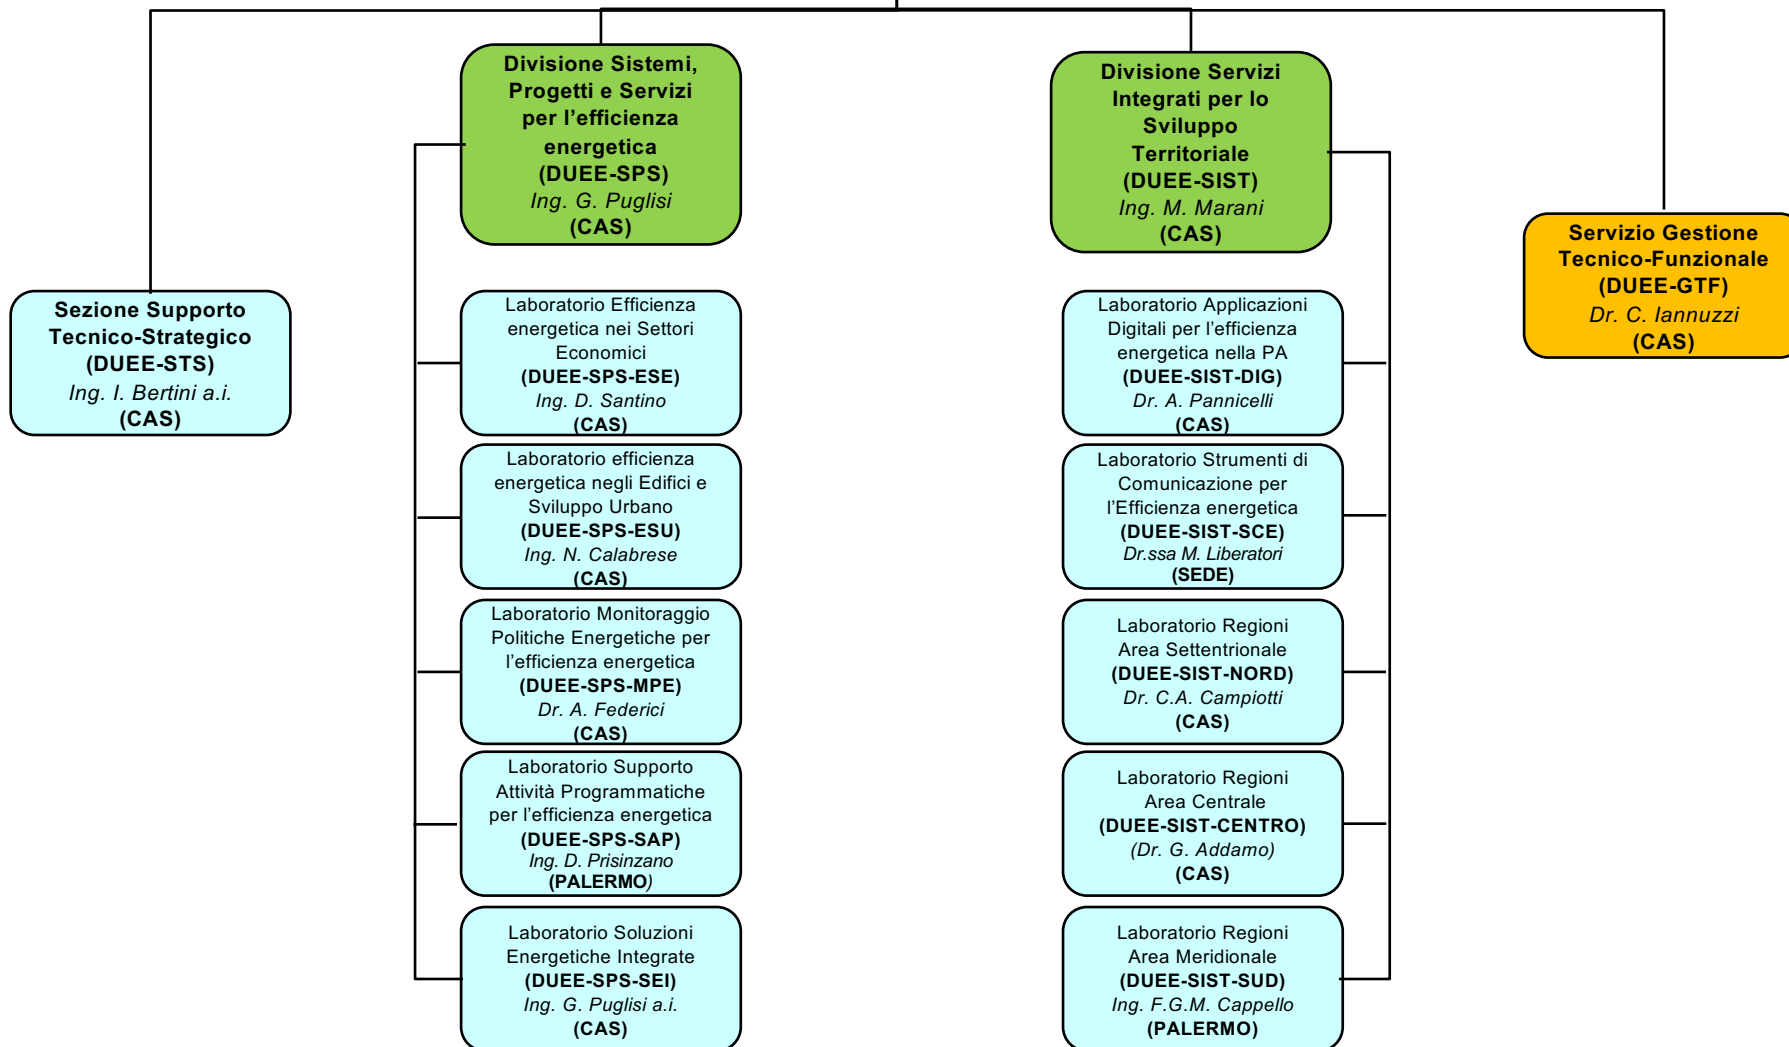 Divisione Sistemi,
Progetti e Servizi
per l'efficienza
energetica
(DUEE-SPS)
Ing. G. Puglisi
(CAS)
Divisione Servizi
Integrati per lo
Sviluppo
Territoriale
(DUEE-SIST)
Ing. M. Marani
(CAS)
Servizio Gestione
Tecnico-Funzionale
(DUEE-GTF)
Dr. C. Iannuzzi
(CAS)
Sezione Supporto
Tecnico-Strategico
(DUEE-STS)
Ing. I. Bertini a.i.
(CAS)
Laboratorio Efficienza
energetica nei Settori
Economici
(DUEE-SPS-ESE)
Ing. D. Santino
(CAS)
Laboratorio efficienza
energetica negli Edifici e
Sviluppo Urbano
(DUEE-SPS-ESU)
Ing. N. Calabrese
(CAS)
Laboratorio Monitoraggio
Politiche Energetiche per
l'efficienza energetica
(DUEE-SPS-MPE)
Dr. A. Federici
(CAS)
Laboratorio Supporto
Attività Programmatiche
per l'efficienza energetica
(DUEE-SPS-SAP)
Ing. D. Prisinzano
(PALERMO)
Laboratorio Soluzioni
Energetiche Integrate
(DUEE-SPS-SEI)
Ing. G. Puglisi a.i.
(CAS)
Laboratorio Applicazioni
Digitali per l'efficienza
energetica nella PA
(DUEE-SIST-DIG)
Dr. A. Pannicelli
(CAS)
Laboratorio Strumenti di
Comunicazione per
l'Efficienza energetica
(DUEE-SIST-SCE)
Dr.ssa M. Liberatori
(SEDE)
Laboratorio Regioni
Area Settentrionale
(DUEE-SIST-NORD)
Dr. C.A. Campiotti
(CAS)
Laboratorio Regioni
Area Centrale
(DUEE-SIST-CENTRO)
(Dr. G. Addamo)
(CAS)
Laboratorio Regioni
Area Meridionale
(DUEE-SIST-SUD)
Ing. F.G.M. Cappello
(PALERMO)